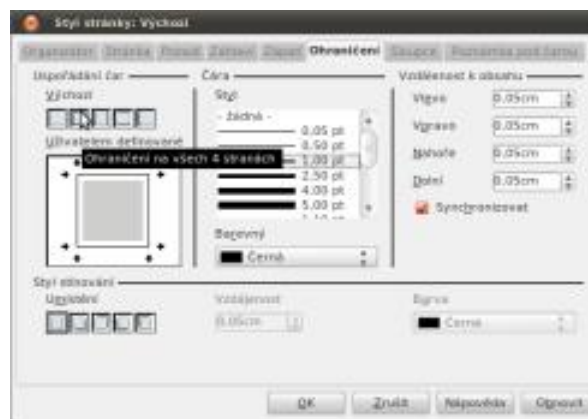 Styl stránky: Výchozí
Organizátor Stránka Pozadí Záhlaví Zápatí Ohraničení Sloupce Poznámka pod čarou
Uspořádání čar
Výchozí
Uživatelem definované
Ohraničení na všech 4 stranách
Čára
Styl
- Žádná -
0,05 pt
0,50 pt
1,00 pt
2,50 pt
4,00 pt
5,00 pt
Barevný
Černá
Vzdálenost k obsahu
Vlevo 0,05cm
Vpravo 0,05cm
Nahoře 0,05cm
Dolní 0,05cm
Synchronizovat
Styl stínování
Umístění
Vzdálenost
0,05cm
Barva
Černá
OK Zrušit Nápověda Obnovit